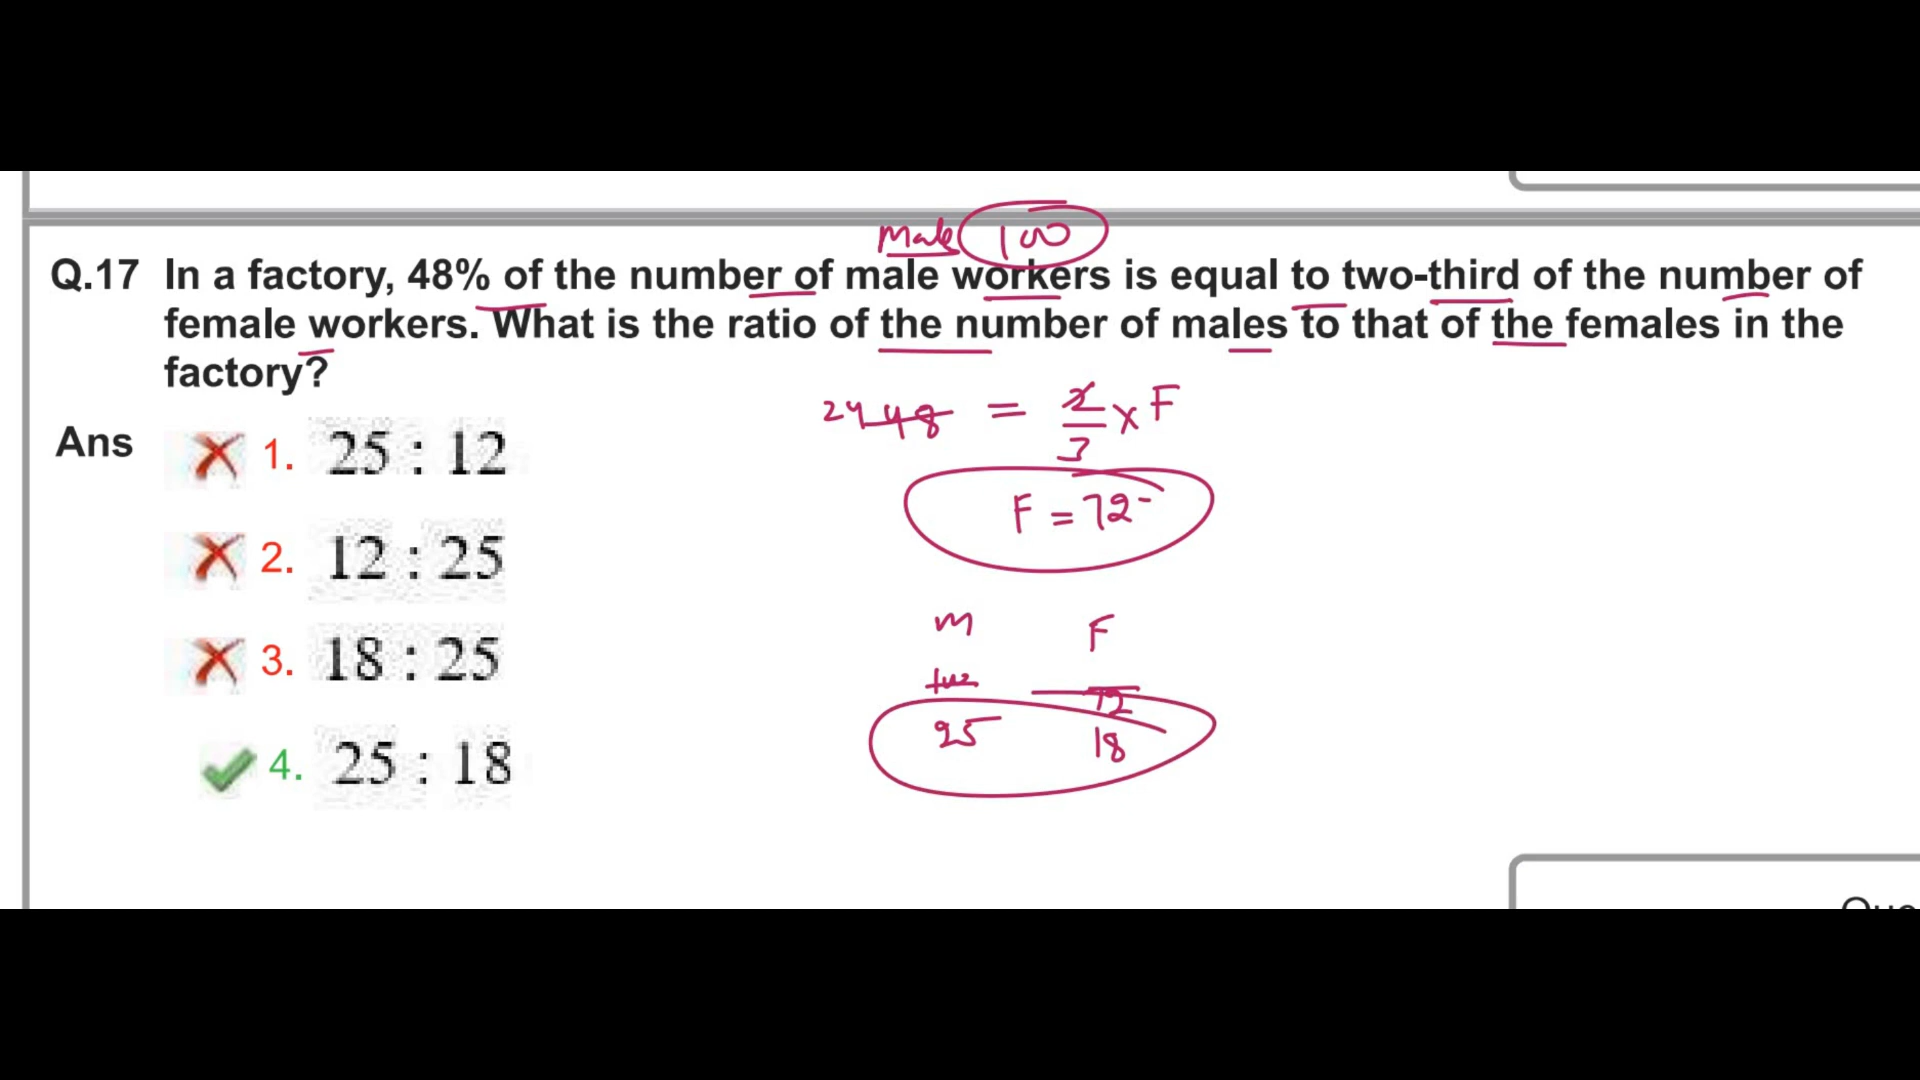 Male 100
Q.17 In a factory, 48% of the number of male workers is equal to two-third of the number of
female workers. What is the ratio of the number of males to that of the females in the
factory?
24 48 = 2/3 x F
Ans 1. 25 : 12
F = 72
2. 12 : 25
M F
3. 18 : 25
100 72
25 18
4. 25 : 18